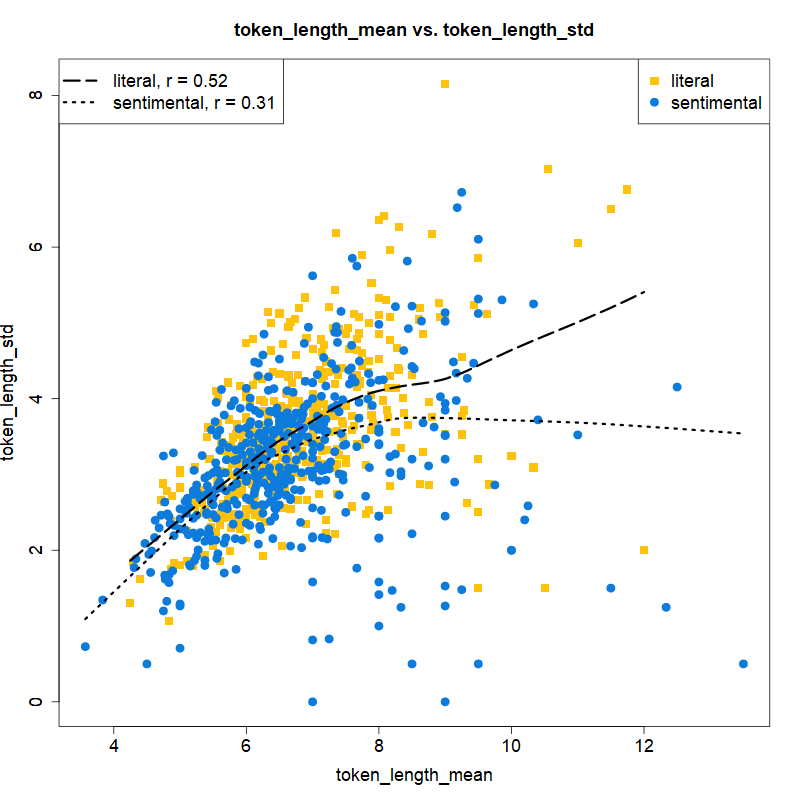 token_length_mean vs. token_length_std
literal, r = 0.52
sentimental, r = 0.31
literal
sentimental
8
6
4
2
0
token_length_std
4
6
8
10
12
token_length_mean